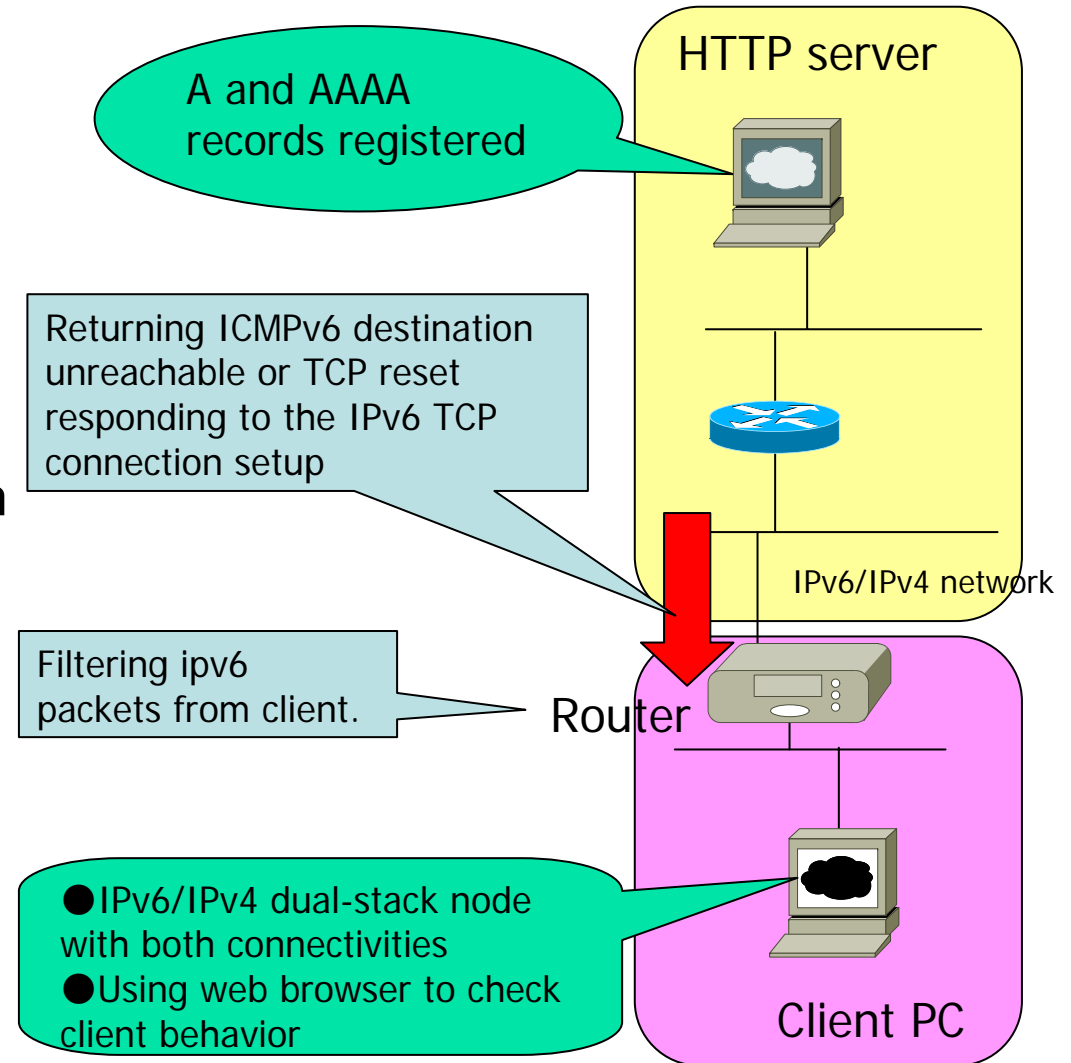 HTTP server
A and AAAA
records registered
Returning ICMPv6 destination
unreachable or TCP reset
responding to the IPv6 TCP
connection setup
IPv6/IPv4 network
Filtering ipv6
packets from client.
Router
●IPv6/IPv4 dual-stack node
with both connectivities
●Using web browser to check
client behavior
Client PC